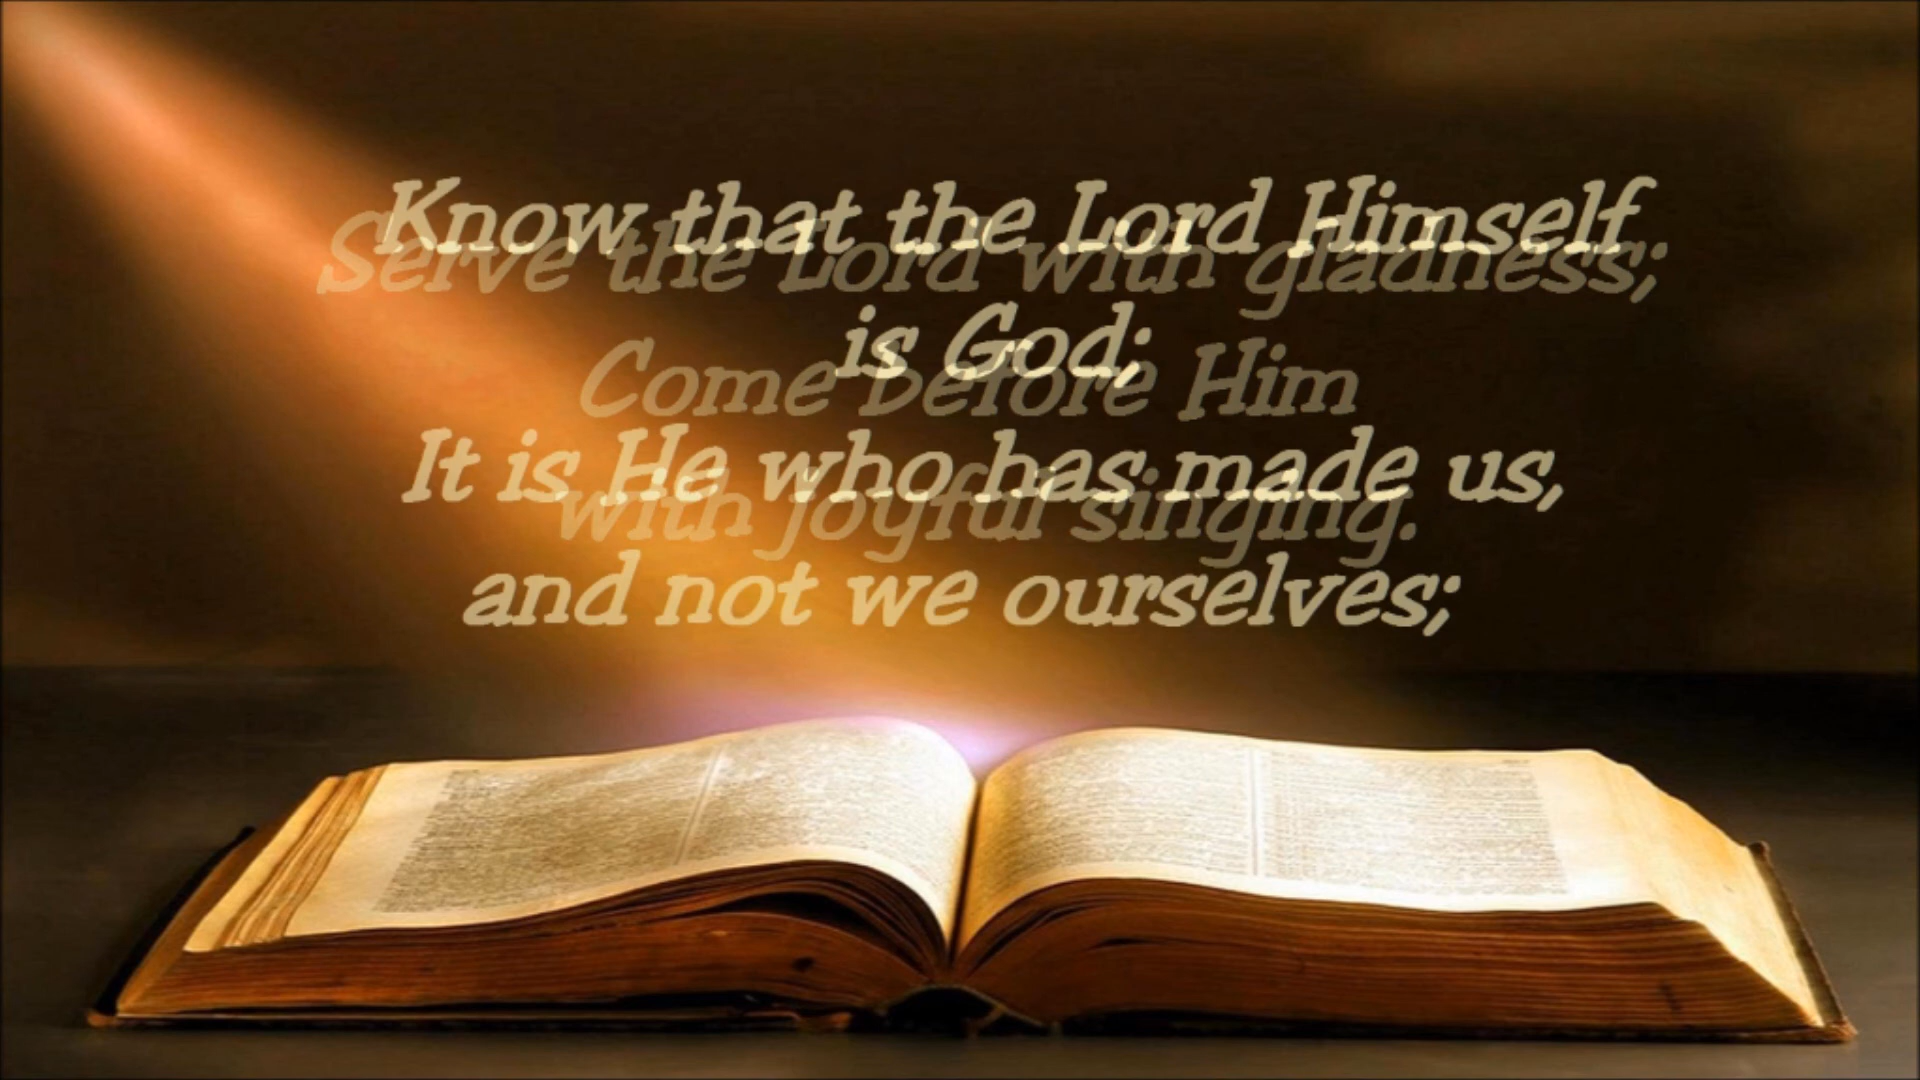 Know that the Lord Himself
is God;
It is He who has made us,
and not we ourselves;
Serve the Lord with gladness;
Come before Him
with joyful singing.